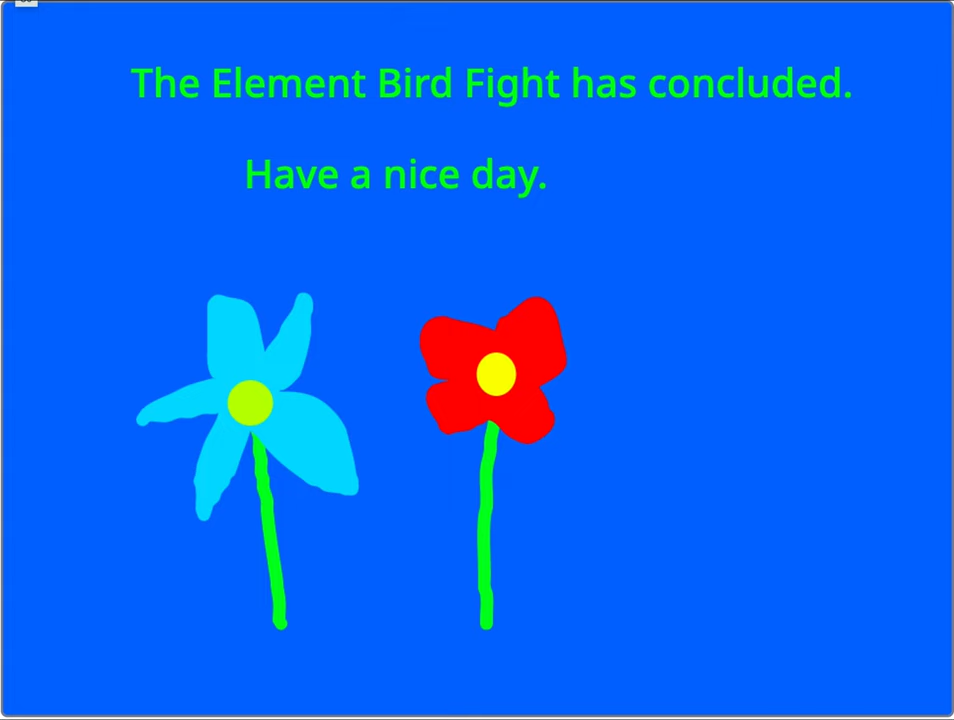 The Element Bird Fight has concluded.
Have a nice day.